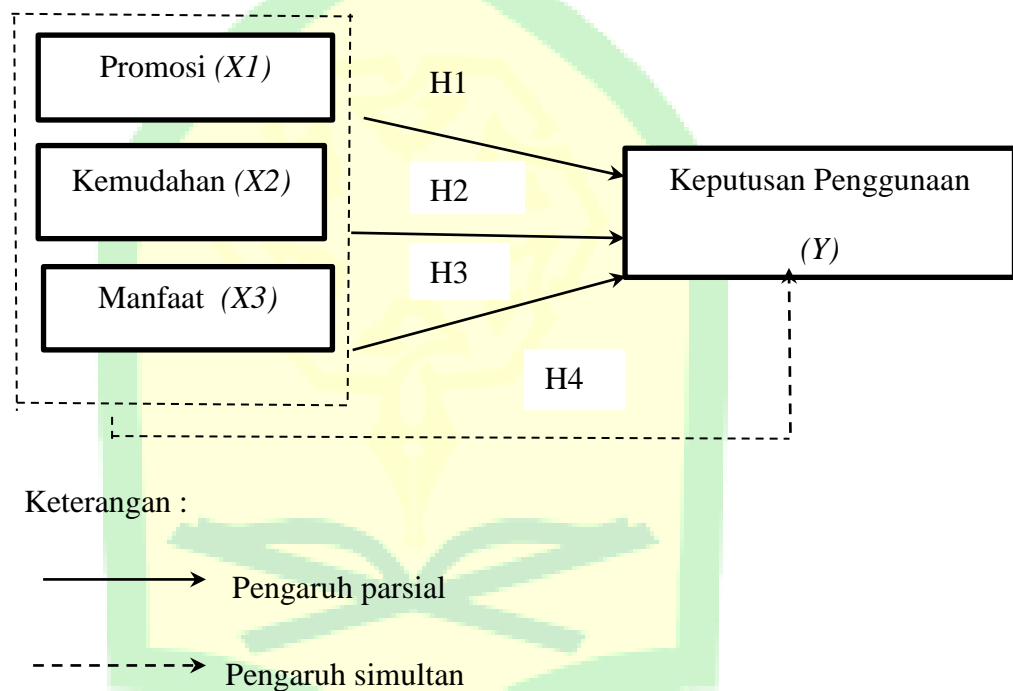 Promosi (X1)
H1
Kemudahan (X2)
H2
Keputusan Penggunaan
(Y)
Manfaat (X3)
H3
H4
Keterangan :
Pengaruh parsial
Pengaruh simultan